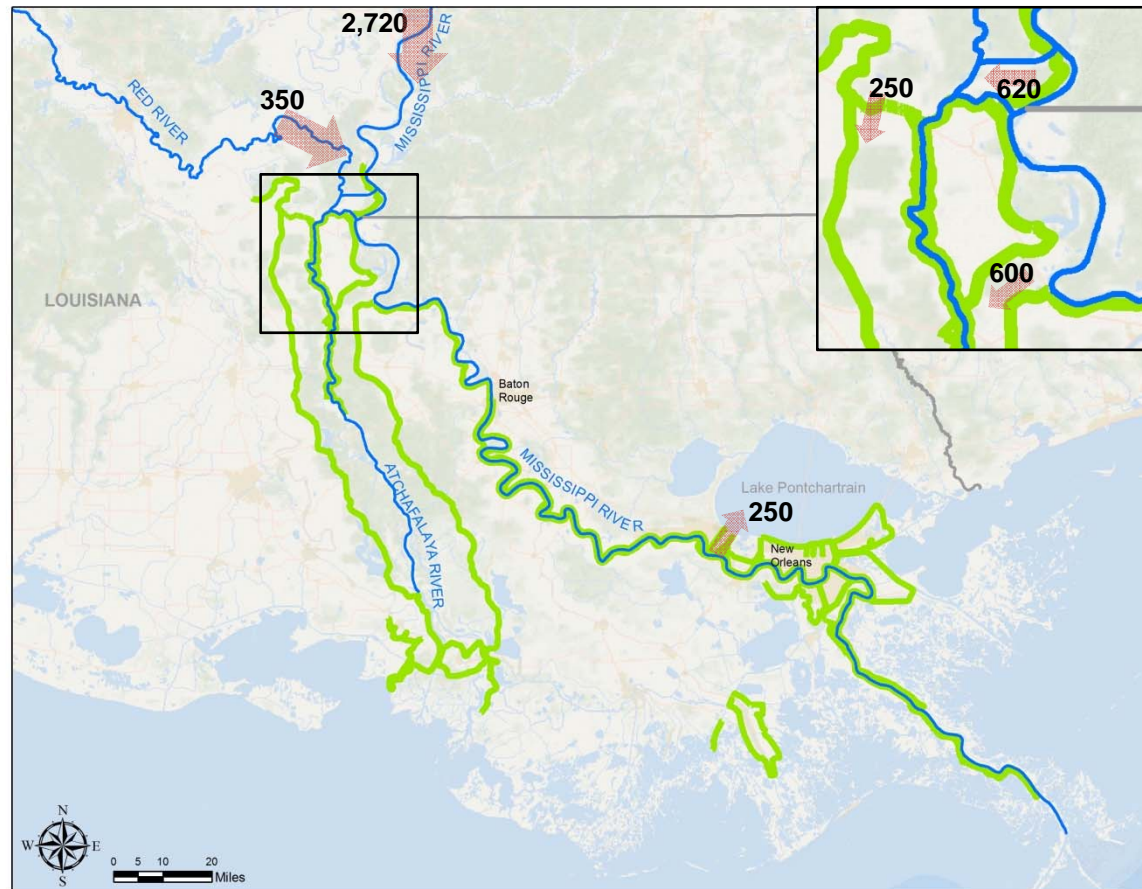 2,720
MISSISSIPPI RIVER
350
RED RIVER
250
620
600
LOUISIANA
Baton
Rouge
MISSISSIPPI RIVER
ATCHAFALAYA RIVER
Lake Pontchartrain
250
New
Orleans
N
W
E
S
0 5 10 20
Miles